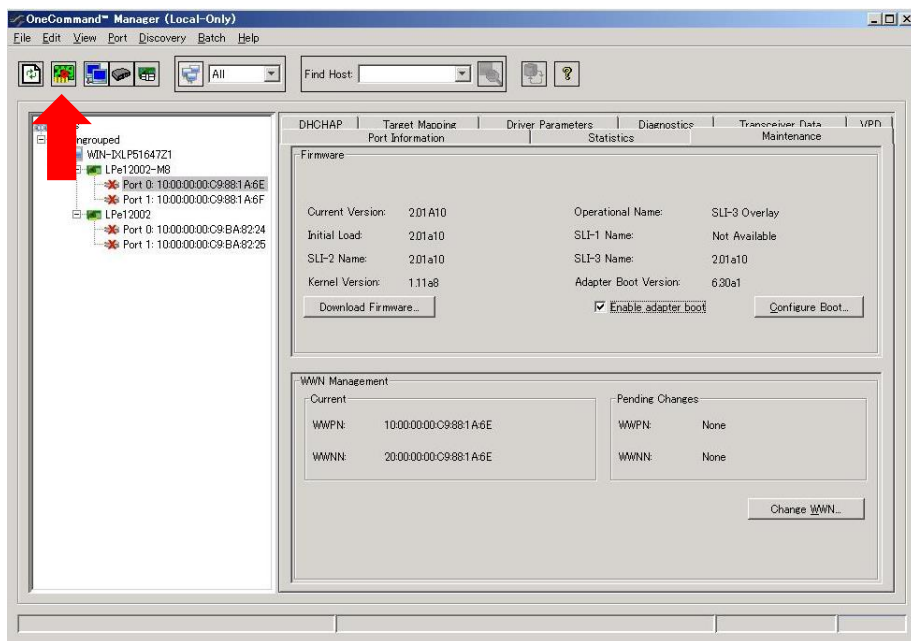 OneCommand™ Manager (Local-Only)
File Edit View Port Discovery Batch Help
All Find Host:
DHCHAP Target Mapping Driver Parameters Diagnostics Transceiver Data VPD
Port Information Statistics Maintenance
WIN-IXLP51647Z1
LPe12002-M8
Port 0: 10:00:00:00:C9:88:1A:6E
Port 1: 10:00:00:00:C9:88:1A:6F
LPe12002
Port 0: 10:00:00:00:C9:BA:82:24
Port 1: 10:00:00:00:C9:BA:82:25
Firmware
Current Version: 2.01A10 Operational Name: SLI-3 Overlay
Initial Load: 2.01a10 SLI-1 Name: Not Available
SLI-2 Name: 2.01a10 SLI-3 Name: 2.01a10
Kernel Version: 1.11a8 Adapter Boot Version: 6.30a1
Download Firmware... Enable adapter boot Configure Boot...
WWN Management
Current Pending Changes
WWPN: 10:00:00:00:C9:88:1A:6E WWPN: None
WWNN: 20:00:00:00:C9:88:1A:6E WWNN: None
Change WWN...